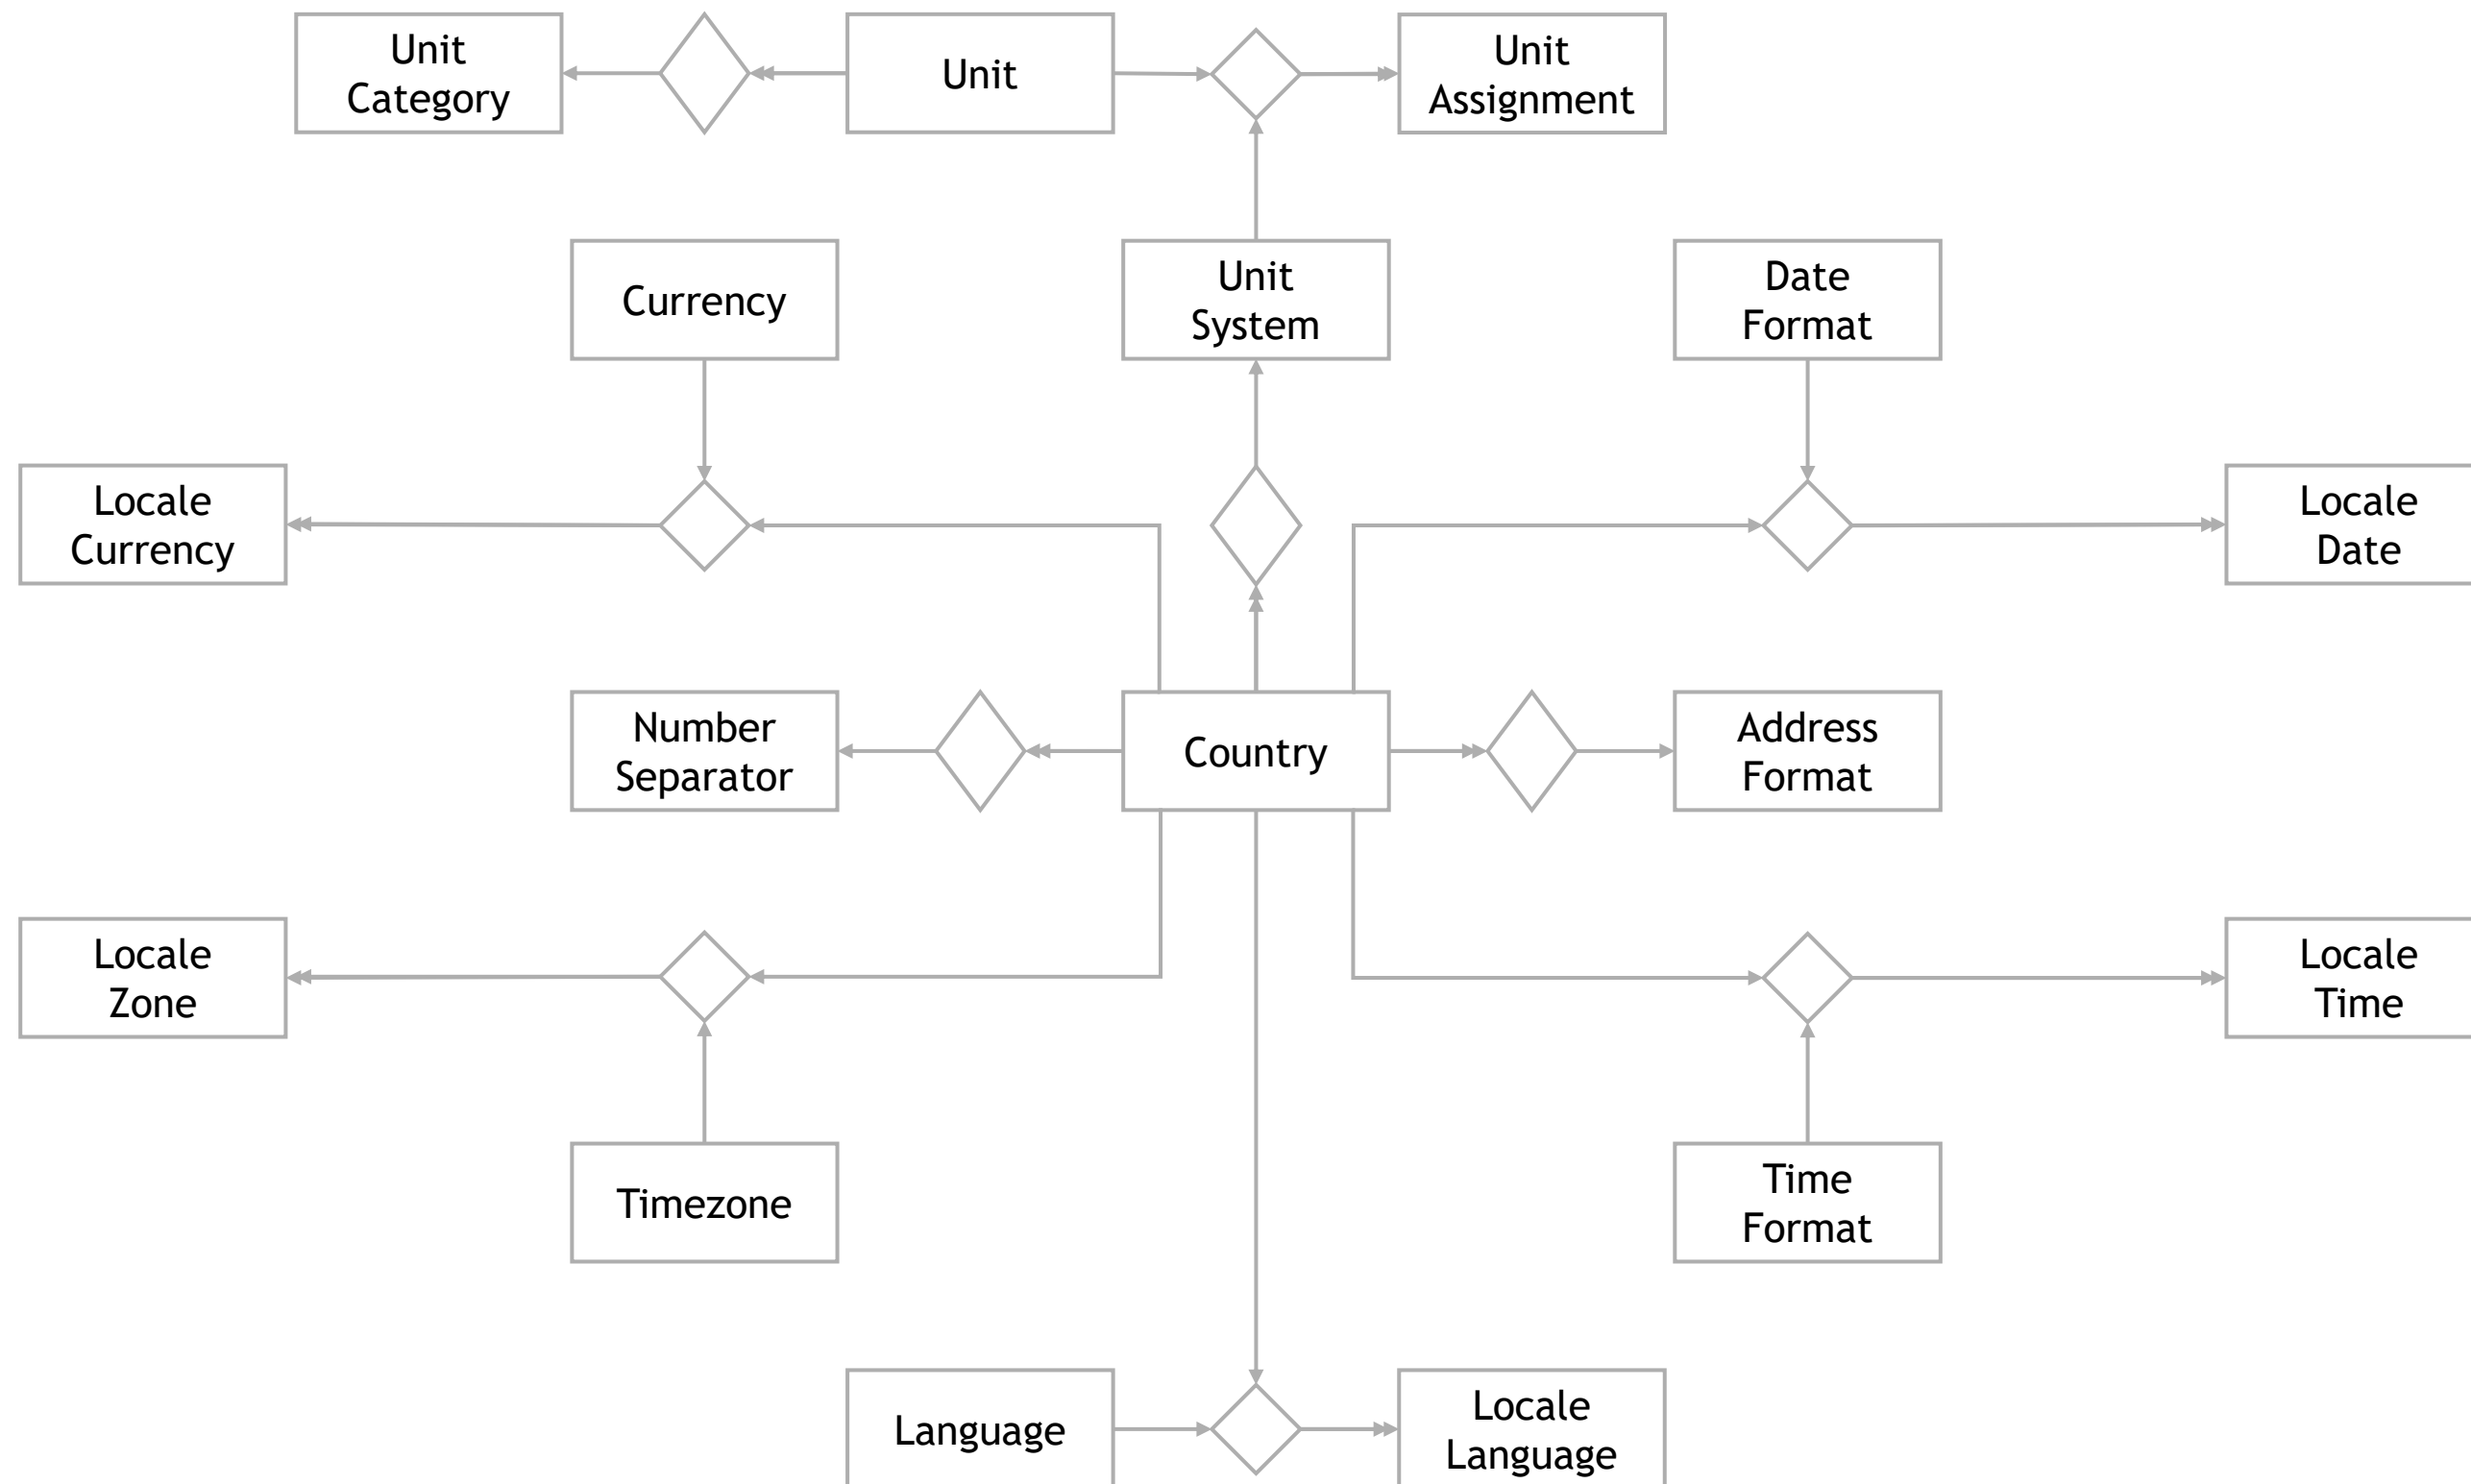 Unit
Category
Unit
Unit
Assignment
Currency
Unit
System
Date
Format
Locale
Currency
Locale
Date
Number
Separator
Country
Address
Format
Locale
Zone
Locale
Time
Timezone
Time
Format
Language
Locale
Language